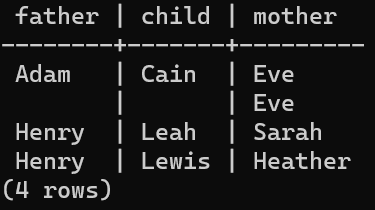 father | child | mother
--------+-------+---------
 Adam   | Cain  | Eve
        |       | Eve
 Henry  | Leah  | Sarah
 Henry  | Lewis | Heather
(4 rows)